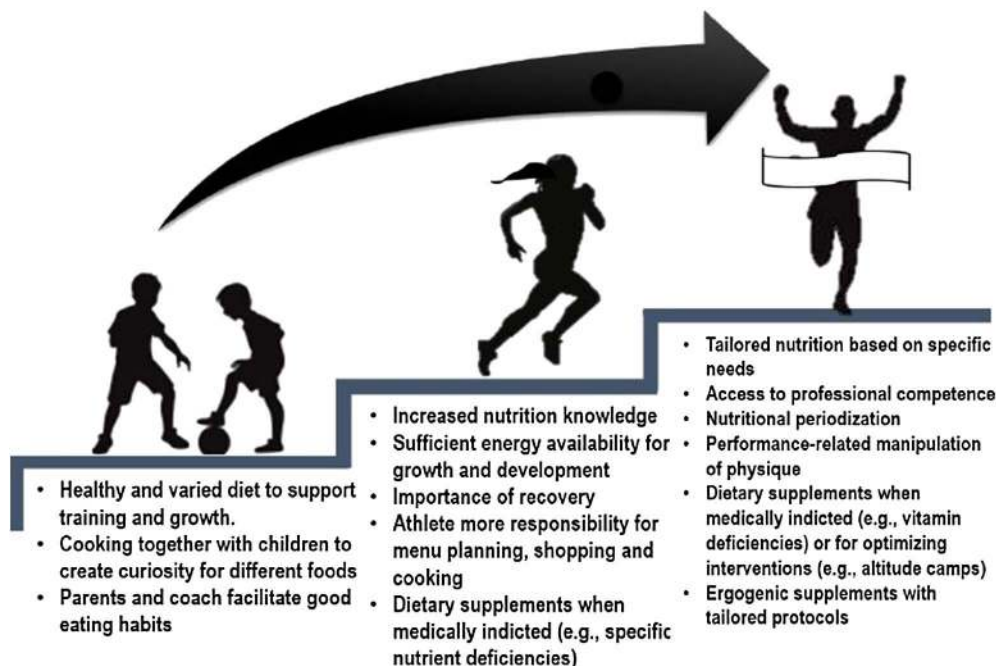 • Healthy and varied diet to support
training and growth.
• Cooking together with children to
create curiosity for different foods
• Parents and coach facilitate good
eating habits
• Increased nutrition knowledge
• Sufficient energy availability for
growth and development
• Importance of recovery
• Athlete more responsibility for
menu planning, shopping and
cooking
• Dietary supplements when
medically indicted (e.g., specific
nutrient deficiencies)
• Tailored nutrition based on specific
needs
• Access to professional competence
• Nutritional periodization
• Performance-related manipulation
of physique
• Dietary supplements when
medically indicted (e.g., vitamin
deficiencies) or for optimizing
interventions (e.g., altitude camps)
• Ergogenic supplements with
tailored protocols